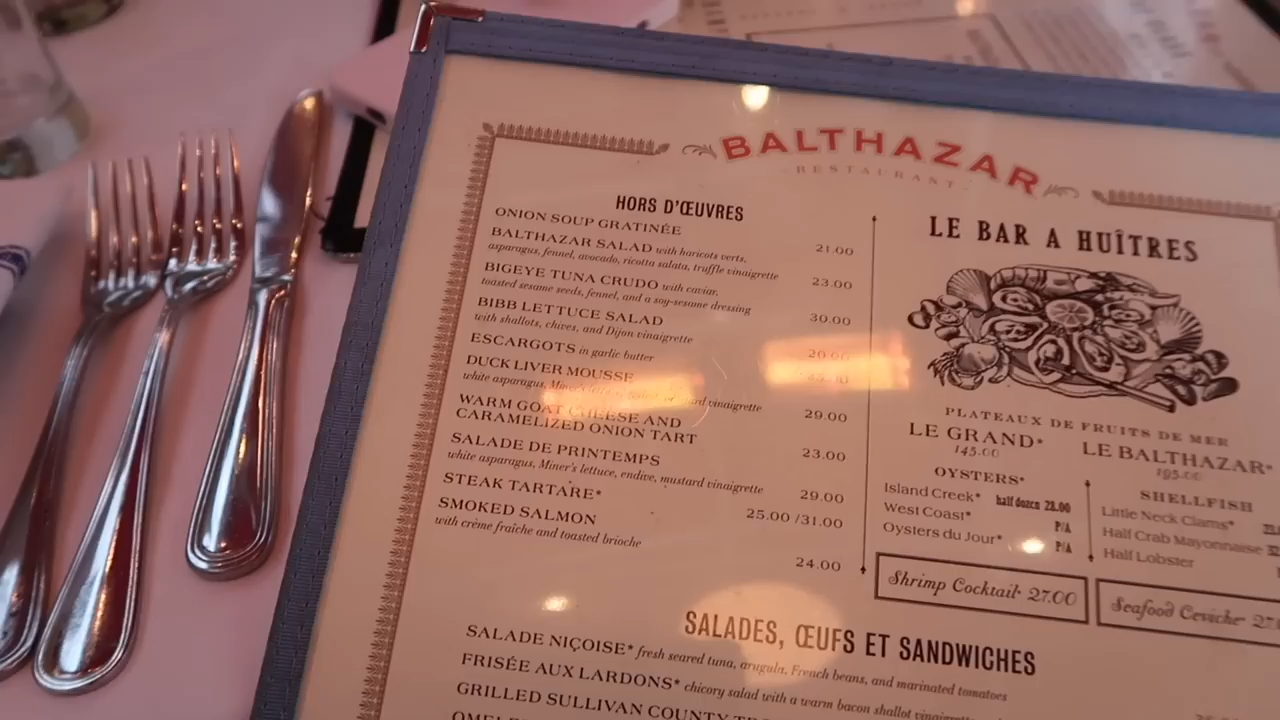 BALTHAZAR
RESTAURANT
HORS D'ŒUVRES
ONION SOUP GRATINÉE 21.00
BALTHAZAR SALAD with haricots verts,
asparagus, fennel, avocado, ricotta salata, truffle vinaigrette 23.00
BIGEYE TUNA CRUDO with caviar,
toasted sesame seeds, fennel, and a soy-sesame dressing 30.00
BIBB LETTUCE SALAD
with shallots, chives, and Dijon vinaigrette 20.00
ESCARGOTS in garlic butter
DUCK LIVER MOUSSE
white asparagus, Miner's vinaigrette 29.00
WARM GOAT CHEESE AND
CARAMELIZED ONION TART 23.00
SALADE DE PRINTEMPS
white asparagus, Miner's lettuce, endive, mustard vinaigrette 29.00
STEAK TARTARE* 25.00 /31.00
SMOKED SALMON
with crème fraîche and toasted brioche 24.00
LE BAR A HUÎTRES
PLATEAUX DE FRUITS DE MER
LE GRAND* LE BALTHAZAR*
145.00 195.00
OYSTERS*
Island Creek* half dozen 28.00
West Coast* P/A
Oysters du Jour* P/A
SHELLFISH
Little Neck Clams*
Half Crab Mayonnaise
Half Lobster
Shrimp Cocktail 27.00
Seafood Ceviche
SALADES, ŒUFS ET SANDWICHES
SALADE NIÇOISE* fresh seared tuna, arugula, French beans, and marinated tomatoes
FRISÉE AUX LARDONS* chicory salad with a warm bacon shallot
GRILLED SULLIVAN COUNTY